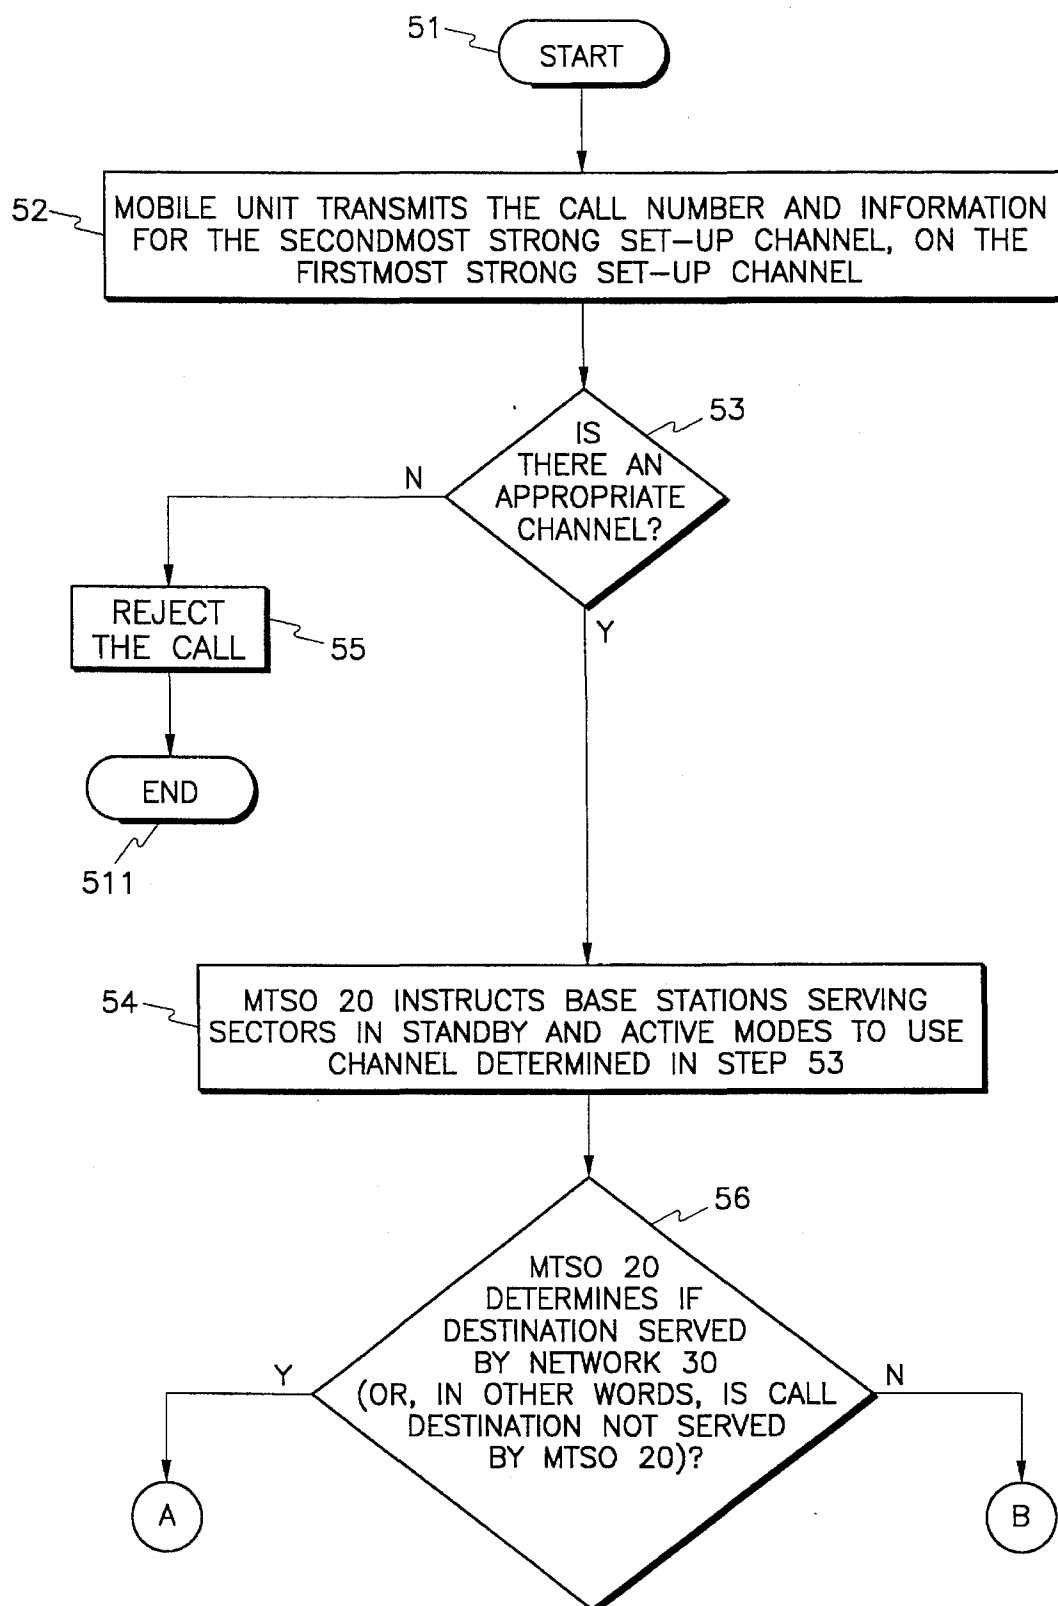 51
START
52
MOBILE UNIT TRANSMITS THE CALL NUMBER AND INFORMATION
FOR THE SECONDMOST STRONG SET-UP CHANNEL, ON THE
FIRSTMOST STRONG SET-UP CHANNEL
53
IS
THERE AN
APPROPRIATE
CHANNEL?
N
Y
REJECT
THE CALL
55
END
511
54
MTSO 20 INSTRUCTS BASE STATIONS SERVING
SECTORS IN STANDBY AND ACTIVE MODES TO USE
CHANNEL DETERMINED IN STEP 53
56
MTSO 20
DETERMINES IF
DESTINATION SERVED
BY NETWORK 30
(OR, IN OTHER WORDS, IS CALL
DESTINATION NOT SERVED
BY MTSO 20)?
Y
N
A
B